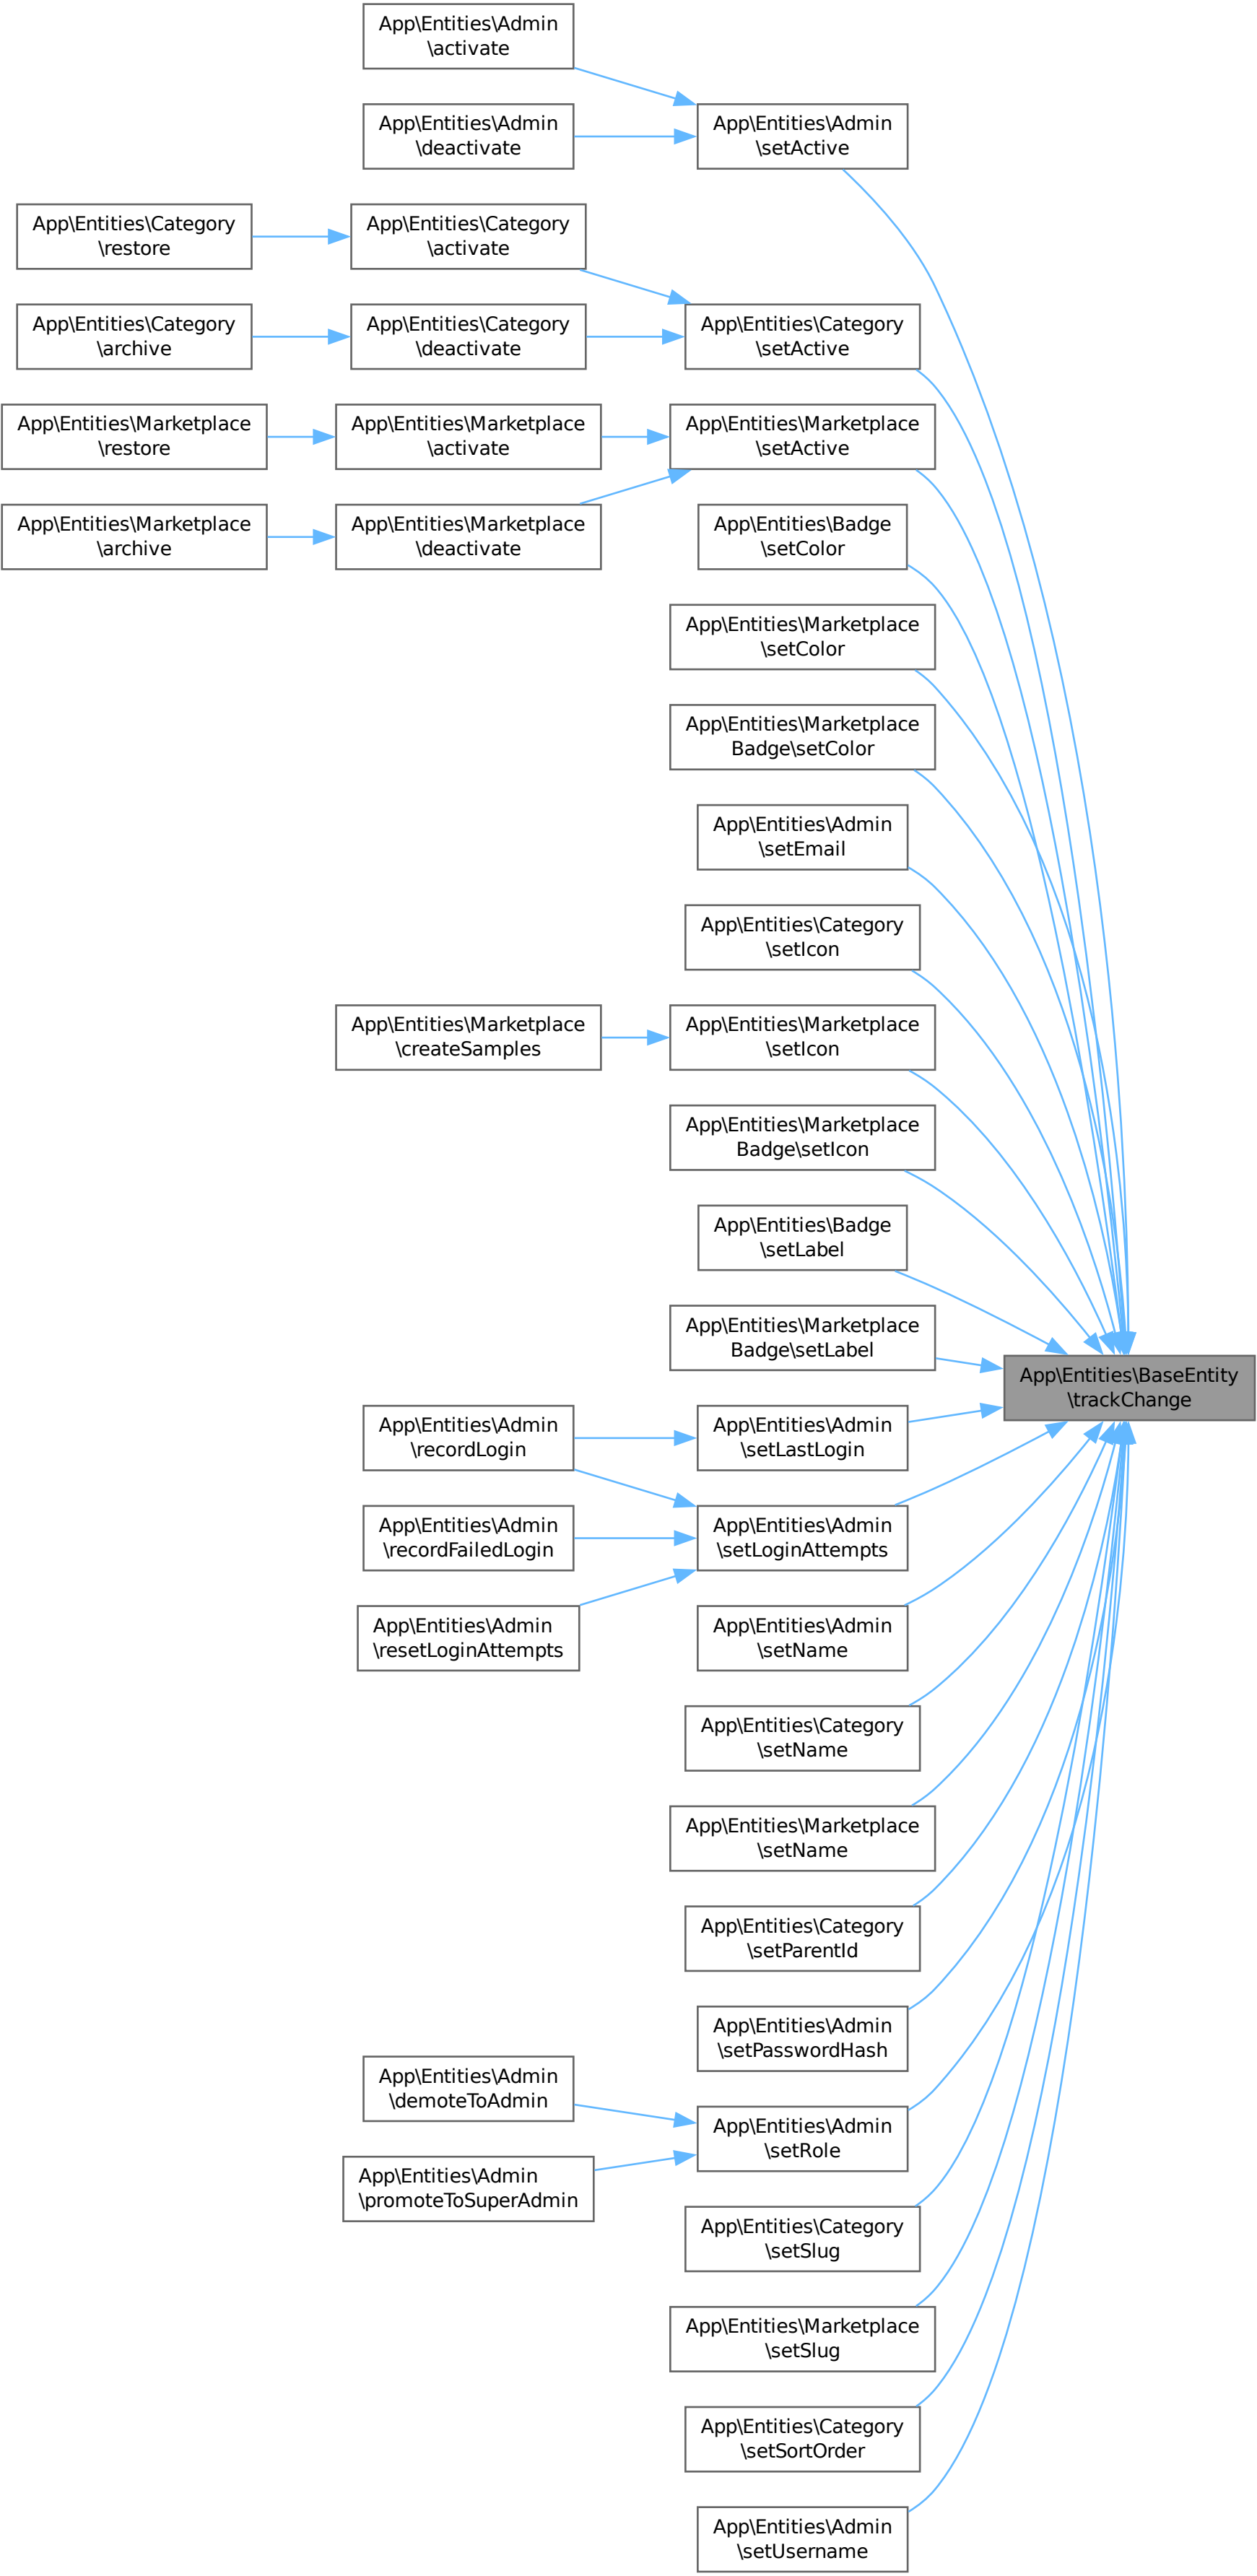 App\Entities\Admin
\activate
App\Entities\Admin
\deactivate
App\Entities\Admin
\setActive
App\Entities\Category
\restore
App\Entities\Category
\activate
App\Entities\Category
\archive
App\Entities\Category
\deactivate
App\Entities\Category
\setActive
App\Entities\Marketplace
\restore
App\Entities\Marketplace
\activate
App\Entities\Marketplace
\setActive
App\Entities\Marketplace
\archive
App\Entities\Marketplace
\deactivate
App\Entities\Badge
\setColor
App\Entities\Marketplace
\setColor
App\Entities\Marketplace
Badge\setColor
App\Entities\Admin
\setEmail
App\Entities\Category
\setIcon
App\Entities\Marketplace
\createSamples
App\Entities\Marketplace
\setIcon
App\Entities\Marketplace
Badge\setIcon
App\Entities\Badge
\setLabel
App\Entities\Marketplace
Badge\setLabel
App\Entities\BaseEntity
\trackChange
App\Entities\Admin
\recordLogin
App\Entities\Admin
\setLastLogin
App\Entities\Admin
\recordFailedLogin
App\Entities\Admin
\setLoginAttempts
App\Entities\Admin
\resetLoginAttempts
App\Entities\Admin
\setName
App\Entities\Category
\setName
App\Entities\Marketplace
\setName
App\Entities\Category
\setParentId
App\Entities\Admin
\setPasswordHash
App\Entities\Admin
\demoteToAdmin
App\Entities\Admin
\setRole
App\Entities\Admin
\promoteToSuperAdmin
App\Entities\Category
\setSlug
App\Entities\Marketplace
\setSlug
App\Entities\Category
\setSortOrder
App\Entities\Admin
\setUsername